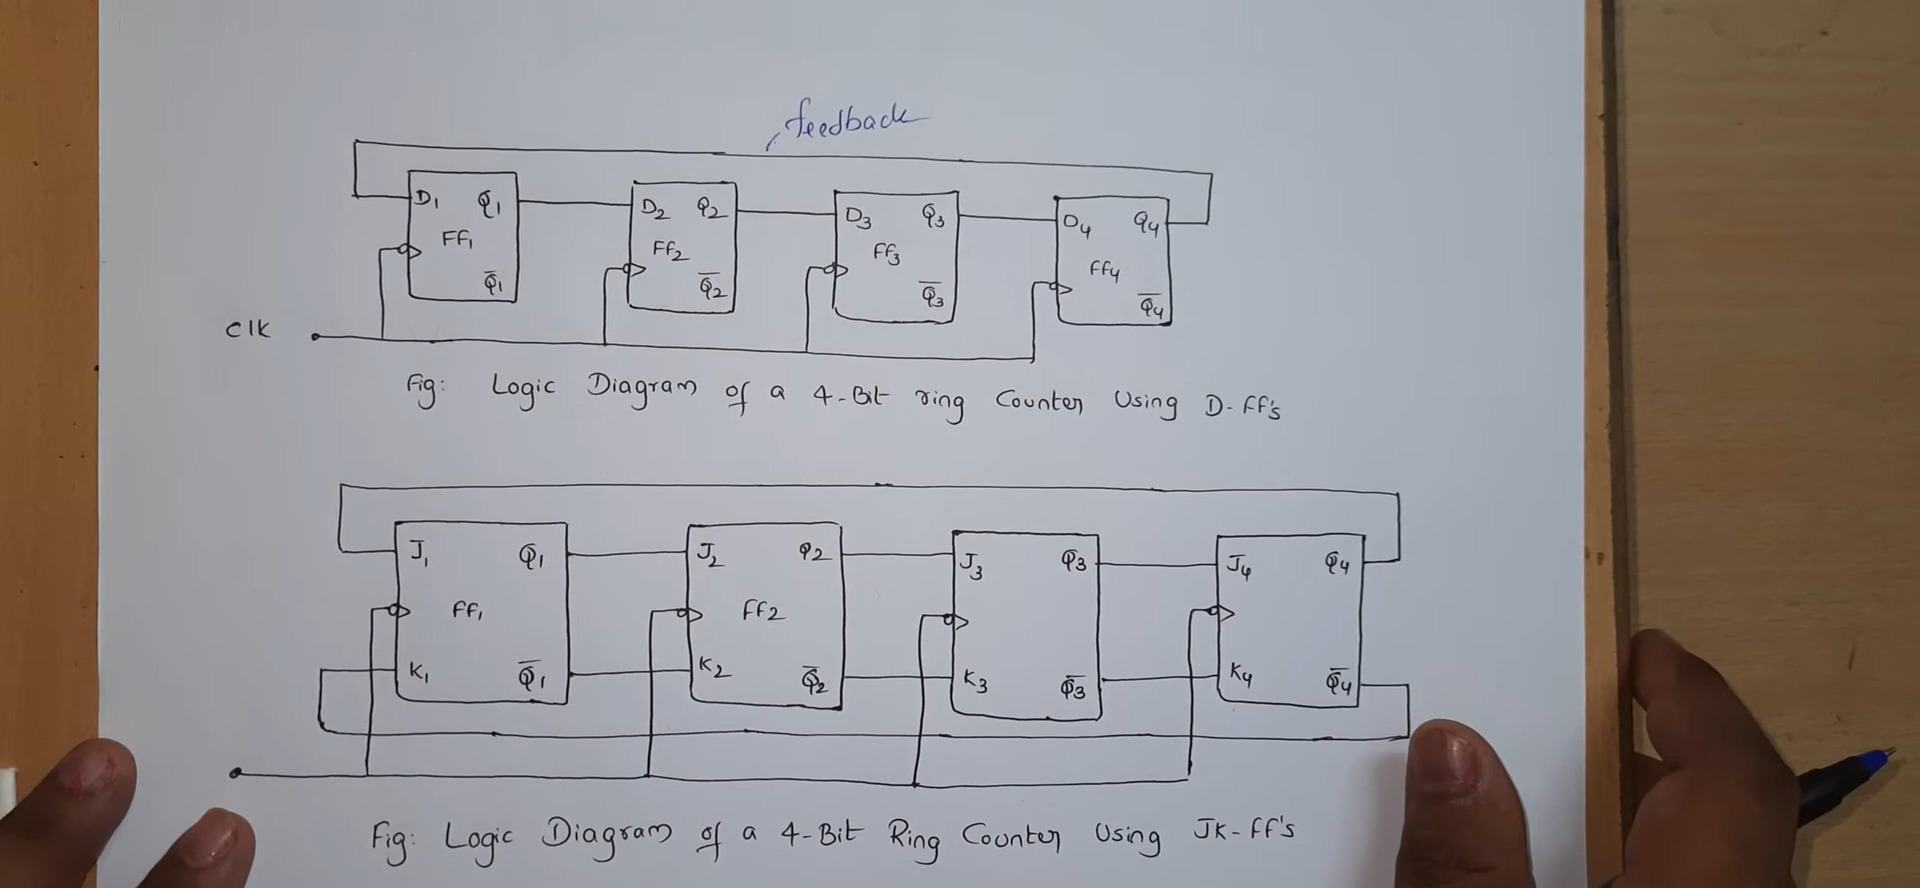 feedback
D1 Q1 D2 Q2 D3 Q3 D4 Q4
FF1 FF2 FF3 FF4
Q̅1 Q̅2 Q̅3 Q̅4
Clk
Fig: Logic Diagram of a 4-Bit ring Counter Using D-FF's
J1 Q1 J2 Q2 J3 Q3 J4 Q4
FF1 FF2
K1 Q̅1 K2 Q̅2 K3 Q̅3 K4 Q̅4
Fig: Logic Diagram of a 4-Bit Ring Counter Using JK-FF's